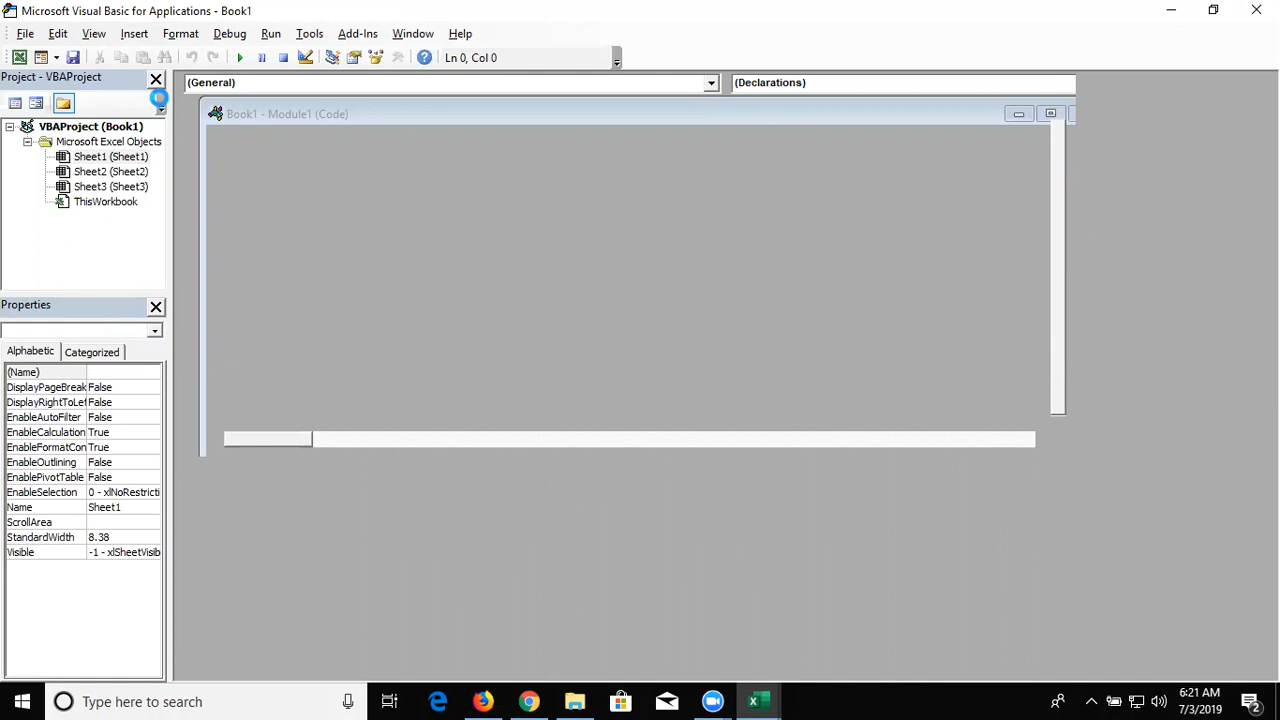 Microsoft Visual Basic for Applications - Book1
File Edit View Insert Format Debug Run Tools Add-Ins Window Help
Ln 0, Col 0
Project - VBAProject
(General)
(Declarations)
Book1 - Module1 (Code)
VBAProject (Book1)
Microsoft Excel Objects
Sheet1 (Sheet1)
Sheet2 (Sheet2)
Sheet3 (Sheet3)
ThisWorkbook
Properties
Alphabetic Categorized
(Name)
DisplayPageBreak False
DisplayRightToLef False
EnableAutoFilter False
EnableCalculation True
EnableFormatCon True
EnableOutlining False
EnablePivotTable False
EnableSelection 0 - xlNoRestricti
Name Sheet1
ScrollArea
StandardWidth 8.38
Visible -1 - xlSheetVisib
Type here to search
6:21 AM
7/3/2019
2